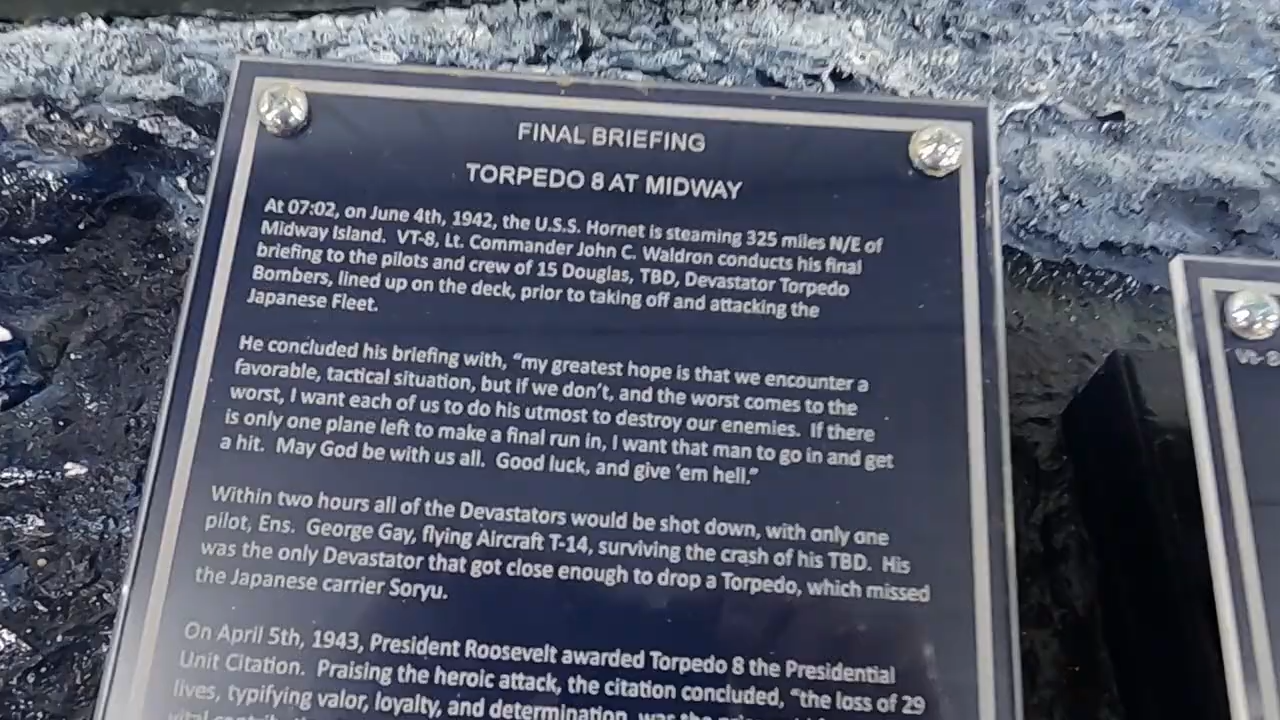 FINAL BRIEFING
TORPEDO 8 AT MIDWAY
At 07:02, on June 4th, 1942, the U.S.S. Hornet is steaming 325 miles N/E of
Midway Island. VT-8, Lt. Commander John C. Waldron conducts his final
briefing to the pilots and crew of 15 Douglas, TBD, Devastator Torpedo
Bombers, lined up on the deck, prior to taking off and attacking the
Japanese Fleet.
He concluded his briefing with, “my greatest hope is that we encounter a
favorable, tactical situation, but if we don’t, and the worst comes to the
worst, I want each of us to do his utmost to destroy our enemies. If there
is only one plane left to make a final run in, I want that man to go in and get
a hit. May God be with us all. Good luck, and give ‘em hell.”
Within two hours all of the Devastators would be shot down, with only one
pilot, Ens. George Gay, flying Aircraft T-14, surviving the crash of his TBD. His
was the only Devastator that got close enough to drop a Torpedo, which missed
the Japanese carrier Soryu.
On April 5th, 1943, President Roosevelt awarded Torpedo 8 the Presidential
Unit Citation. Praising the heroic attack, the citation concluded, “the loss of 29
lives, typifying valor, loyalty, and determination, was the